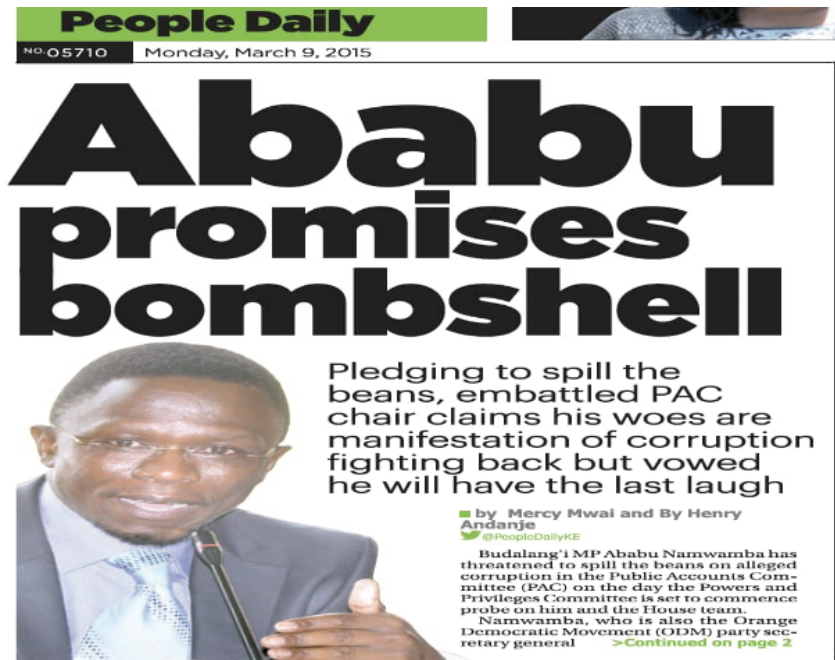 People Daily
NO. 05710 Monday, March 9, 2015
Ababu
promises
bombshell
Pledging to spill the
beans, embattled PAC
chair claims his woes are
manifestation of corruption
fighting back but vowed
he will have the last laugh
by Mercy Mwai and By Henry
Andanje
@PeopleDailyKE
Budalang'i MP Ababu Namwamba has
threatened to spill the beans on alleged
corruption in the Public Accounts Com-
mittee (PAC) on the day the Powers and
Privileges Committee is set to commence
probe on him and the House team.
Namwamba, who is also the Orange
Democratic Movement (ODM) party sec-
retary general >Continued on page 2